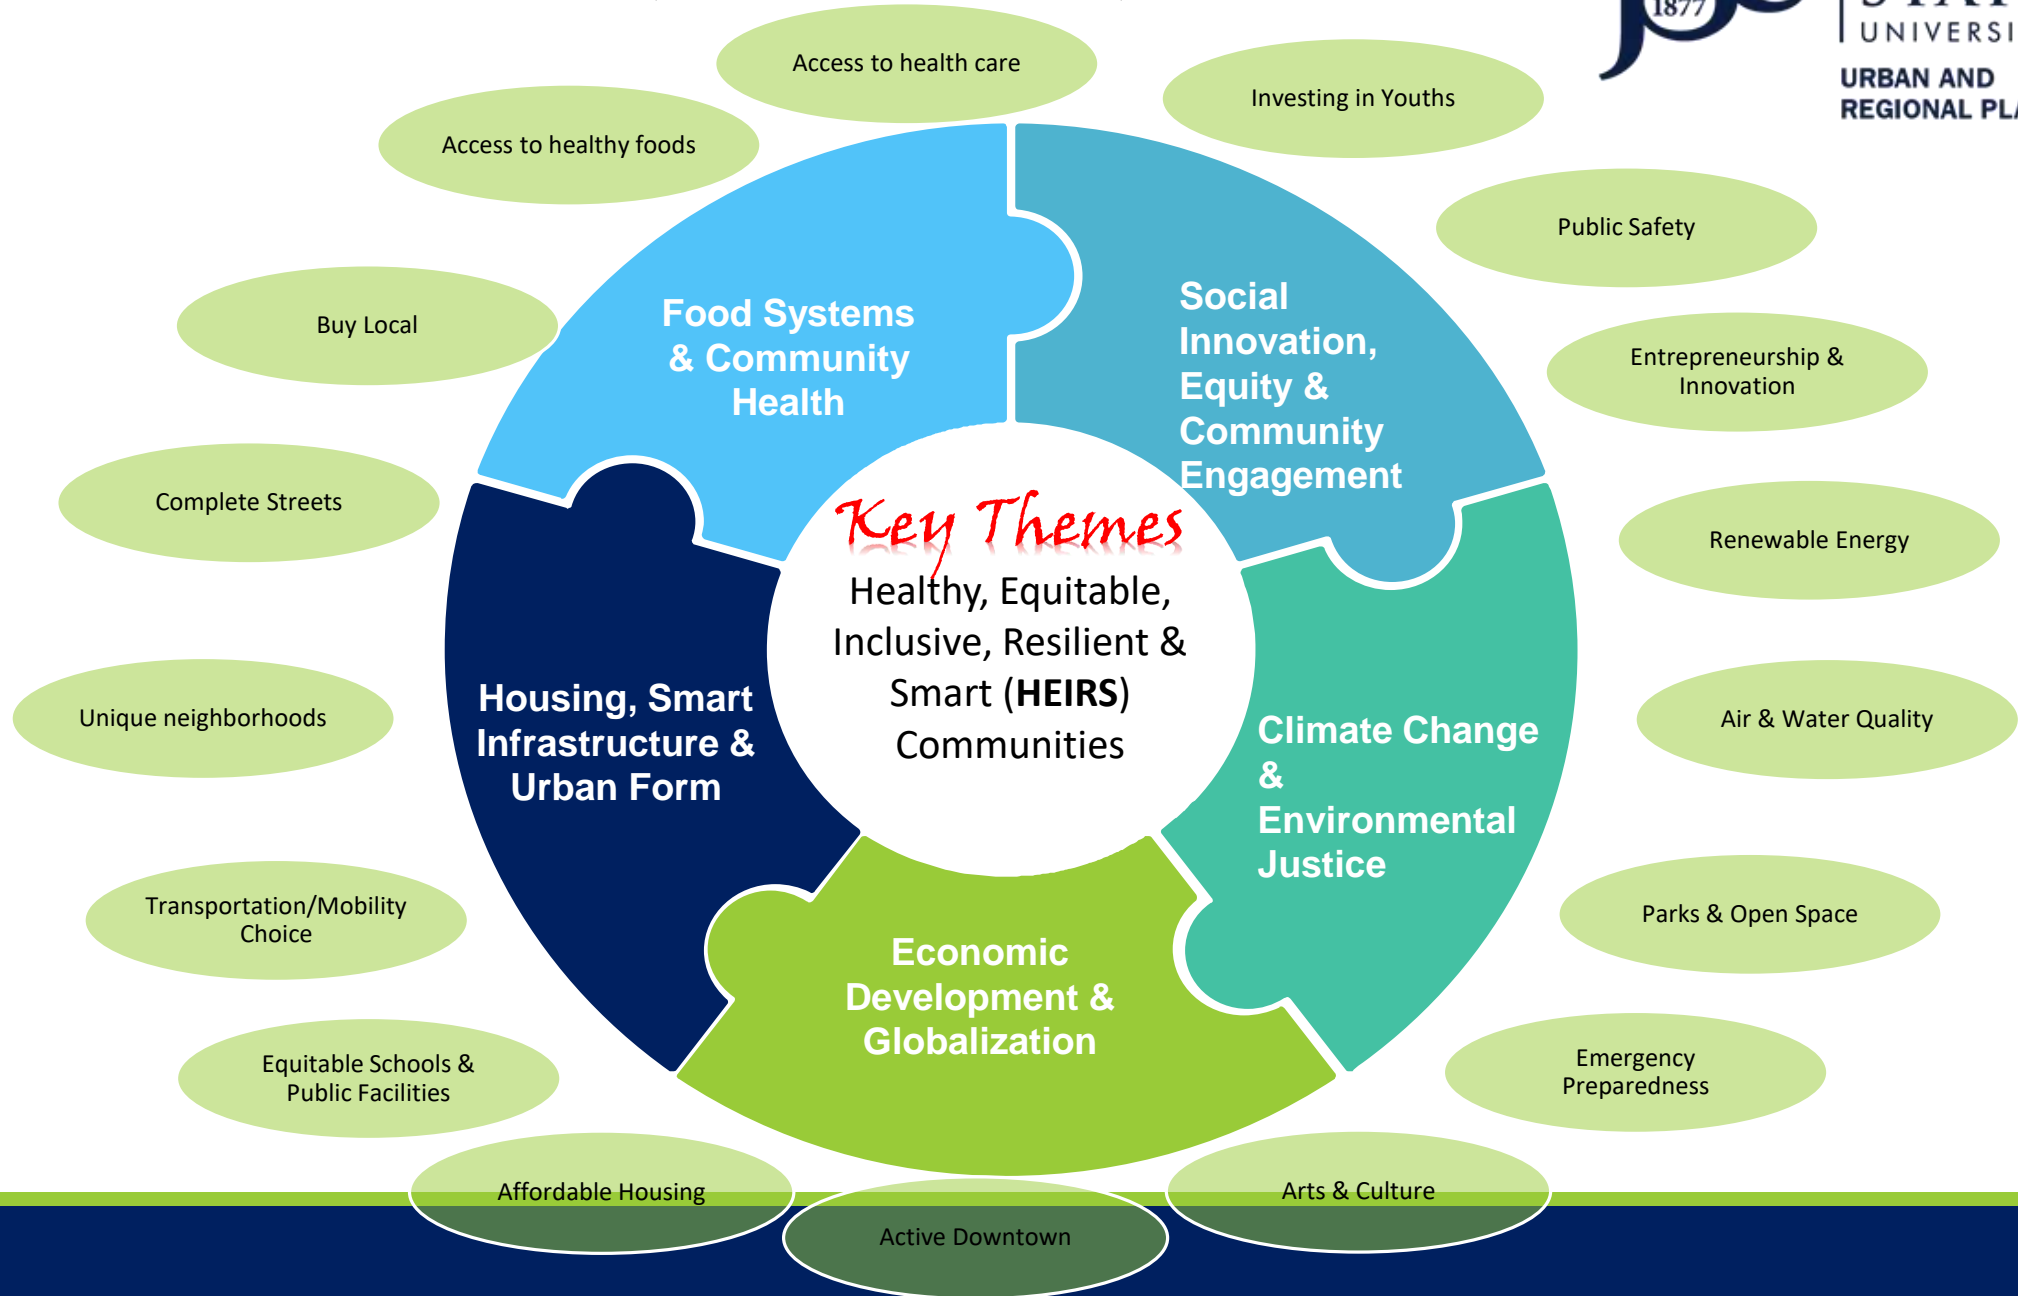 1877
UNIVERSI
URBAN AND
REGIONAL PLA
Access to health care
Investing in Youths
Access to healthy foods
Public Safety
Buy Local
Entrepreneurship &
Innovation
Complete Streets
Renewable Energy
Unique neighborhoods
Air & Water Quality
Transportation/Mobility
Choice
Parks & Open Space
Equitable Schools &
Public Facilities
Emergency
Preparedness
Affordable Housing
Active Downtown
Arts & Culture
Food Systems
& Community
Health
Social
Innovation,
Equity &
Community
Engagement
Housing, Smart
Infrastructure &
Urban Form
Climate Change
&
Environmental
Justice
Economic
Development &
Globalization
Key Themes
Healthy, Equitable,
Inclusive, Resilient &
Smart (HEIRS)
Communities